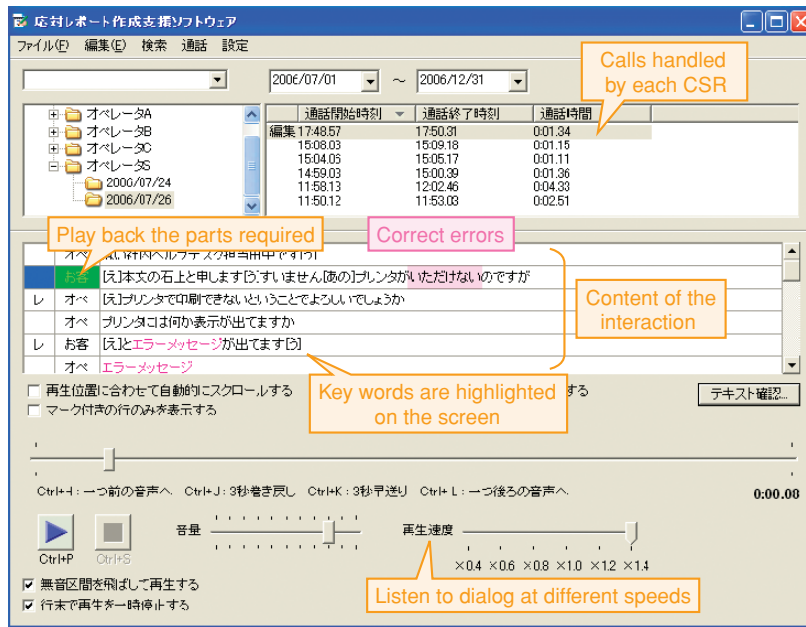 応対レポート作成支援ソフトウェア
ファイル(F) 編集(E) 検索 通話 設定
Calls handled
by each CSR
2006/07/01 ～ 2006/12/31
オペレータA
オペレータB
オペレータC
オペレータS
2006/07/24
2006/07/26
通話開始時刻 通話終了時刻 通話時間
編集 17:48.57 17:50.31 0:01.34
15:08.03 15:09.18 0:01.15
15:04.06 15:05.17 0:01.11
14:59.03 15:00.39 0:01.36
11:58.13 12:02.46 0:04.33
11:50.12 11:53.03 0:02.51
Play back the parts required
Correct errors
オペ
お客 [え]本文の石上と申します[う]すいません[あの]プリンタがいただけないのですが
レ オペ [え]プリンタで印刷できないということでよろしいでしょうか
オペ プリンタには何か表示が出てますか
レ お客 [え]とエラーメッセージが出てます[う]
オペ エラーメッセージ
Content of the
interaction
Key words are highlighted
on the screen
再生位置に合わせて自動的にスクロールする
する
テキスト確認...
マーク付きの行のみを表示する
Ctrl+H：一つ前の音声へ Ctrl+J：3秒巻き戻し Ctrl+K：3秒早送り Ctrl+L：一つ後ろの音声へ
0:00.08
音量
再生速度
Ctrl+P Ctrl+S
×0.4 ×0.6 ×0.8 ×1.0 ×1.2 ×1.4
Listen to dialog at different speeds
無音区間を飛ばして再生する
行末で再生を一時停止する